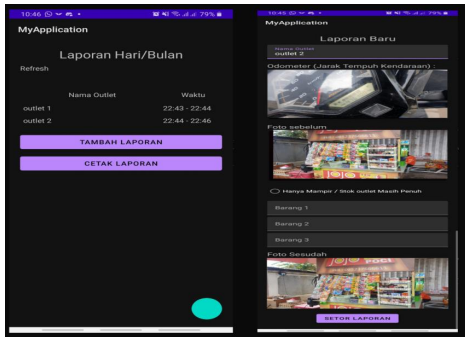 10:46
79%
MyApplication
Laporan Hari/Bulan
Refresh
Nama Outlet Waktu
outlet 1 22:43 - 22:44
outlet 2 22:44 - 22:46
TAMBAH LAPORAN
CETAK LAPORAN
79%
MyApplication
Laporan Baru
Nama Outlet
outlet 2
Odometer (Jarak Tempuh Kendaraan) :
Foto sebelum
Hanya Mampir / Stok outlet Masih Penuh
Barang 1
Barang 2
Barang 3
Foto Sesudah
SETOR LAPORAN